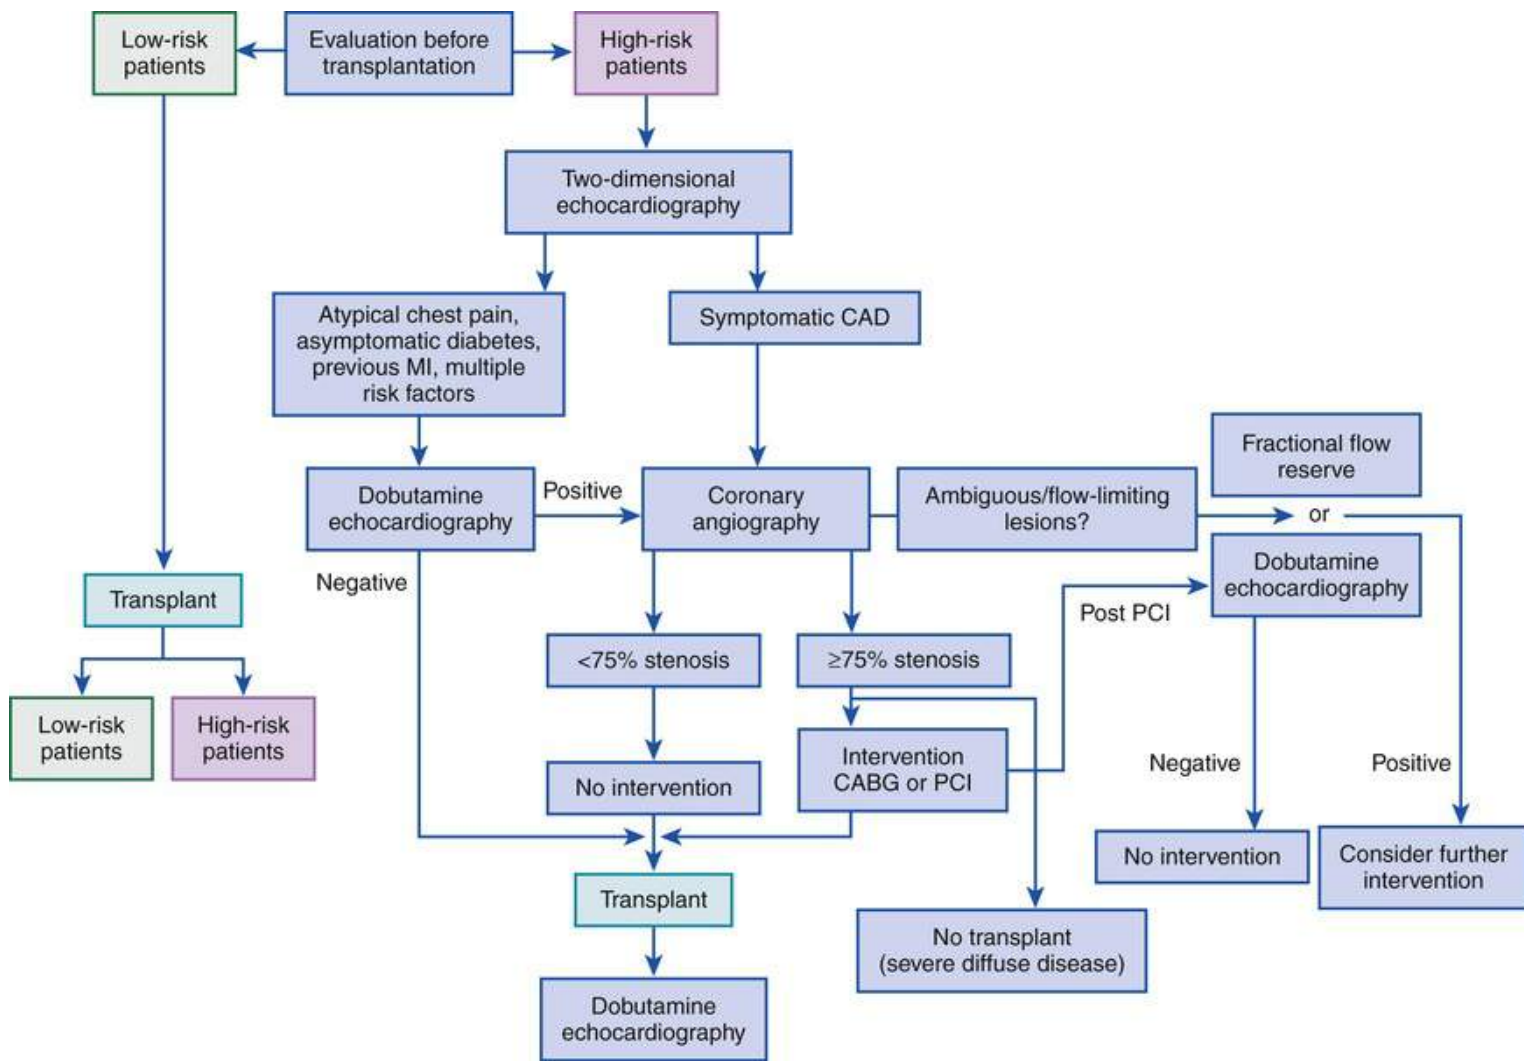 Low-risk
patients
Evaluation before
transplantation
High-risk
patients
Two-dimensional
echocardiography
Atypical chest pain,
asymptomatic diabetes,
previous MI, multiple
risk factors
Symptomatic CAD
Dobutamine
echocardiography
Positive
Coronary
angiography
Ambiguous/flow-limiting
lesions?
Fractional flow
reserve
or
Dobutamine
echocardiography
Negative
Transplant
Low-risk
patients
High-risk
patients
<75% stenosis
≥75% stenosis
Post PCI
No intervention
Intervention
CABG or PCI
Negative
Positive
No intervention
Consider further
intervention
Transplant
No transplant
(severe diffuse disease)
Dobutamine
echocardiography